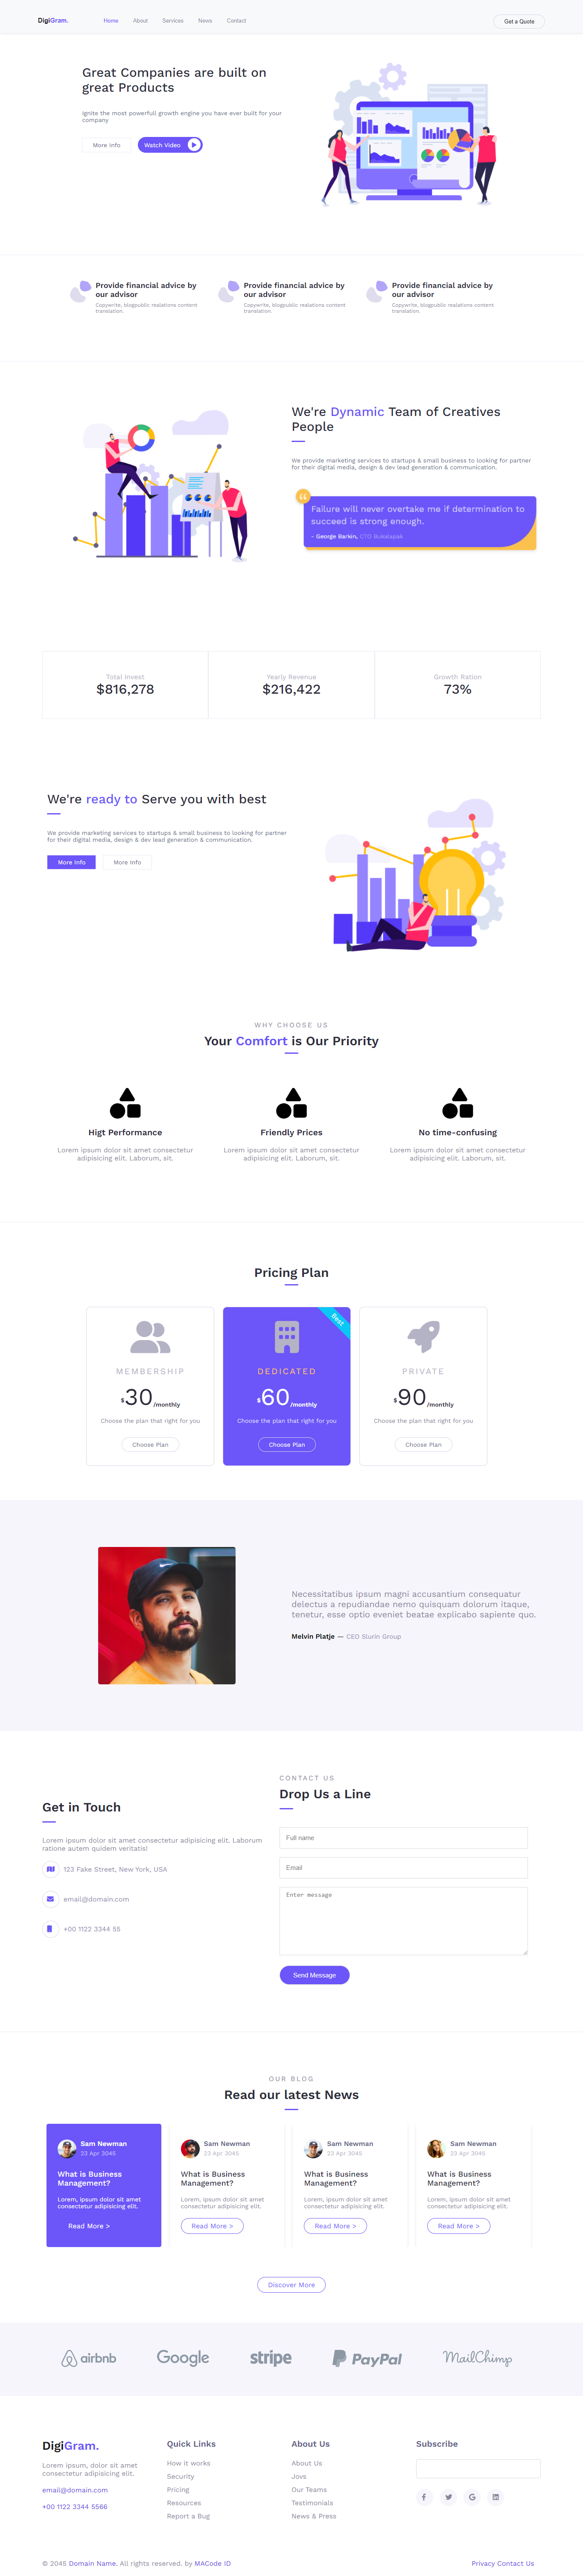 DigiGram.
Home About Services News Contact
Get a Quote
Great Companies are built on
great Products
Ignite the most powerfull growth engine you have ever built for your
company
More Info
Watch Video
Provide financial advice by
our advisor
Copywrite, blogpublic realations content
translation.
Provide financial advice by
our advisor
Copywrite, blogpublic realations content
translation.
Provide financial advice by
our advisor
Copywrite, blogpublic realations content
translation.
We're Dynamic Team of Creatives
People
We provide marketing services to startups & small business to looking for partner
for their digital media, design & dev lead generation & communication.
Failure will never overtake me if determination to
succeed is strong enough.
- George Barkin, CTO Bukalapak
Total Invest
$816,278
Yearly Revenue
$216,422
Growth Ration
73%
We're ready to Serve you with best
We provide marketing services to startups & small business to looking for partner
for their digital media, design & dev lead generation & communication.
More Info
More Info
WHY CHOOSE US
Your Comfort is Our Priority
Higt Performance
Lorem ipsum dolor sit amet consectetur
adipisicing elit. Laborum, sit.
Friendly Prices
Lorem ipsum dolor sit amet consectetur
adipisicing elit. Laborum, sit.
No time-confusing
Lorem ipsum dolor sit amet consectetur
adipisicing elit. Laborum, sit.
Pricing Plan
MEMBERSHIP
$30/monthly
Choose the plan that right for you
Choose Plan
Best
DEDICATED
$60/monthly
Choose the plan that right for you
Choose Plan
PRIVATE
$90/monthly
Choose the plan that right for you
Choose Plan
Necessitatibus ipsum magni accusantium consequatur
delectus a repudiandae nemo quisquam dolorum itaque,
tenetur, esse optio eveniet beatae explicabo sapiente quo.
Melvin Platje — CEO Slurin Group
Get in Touch
Lorem ipsum dolor sit amet consectetur adipisicing elit. Laborum
ratione autem quidem veritatis!
123 Fake Street, New York, USA
email@domain.com
+00 1122 3344 55
CONTACT US
Drop Us a Line
Full name
Email
Enter message
Send Message
OUR BLOG
Read our latest News
Sam Newman
23 Apr 3045
What is Business
Management?
Lorem, ipsum dolor sit amet
consectetur adipisicing elit.
Read More >
Sam Newman
23 Apr 3045
What is Business
Management?
Lorem, ipsum dolor sit amet
consectetur adipisicing elit.
Read More >
Sam Newman
23 Apr 3045
What is Business
Management?
Lorem, ipsum dolor sit amet
consectetur adipisicing elit.
Read More >
Sam Newman
23 Apr 3045
What is Business
Management?
Lorem, ipsum dolor sit amet
consectetur adipisicing elit.
Read More >
Discover More
airbnb
Google
stripe
PayPal
MailChimp
DigiGram.
Lorem ipsum, dolor sit amet
consectetur adipisicing elit.
email@domain.com
+00 1122 3344 5566
Quick Links
How it works
Security
Pricing
Resources
Report a Bug
About Us
About Us
Jovs
Our Teams
Testimonials
News & Press
Subscribe
© 2045 Domain Name. All rights reserved. by MACode ID
Privacy Contact Us